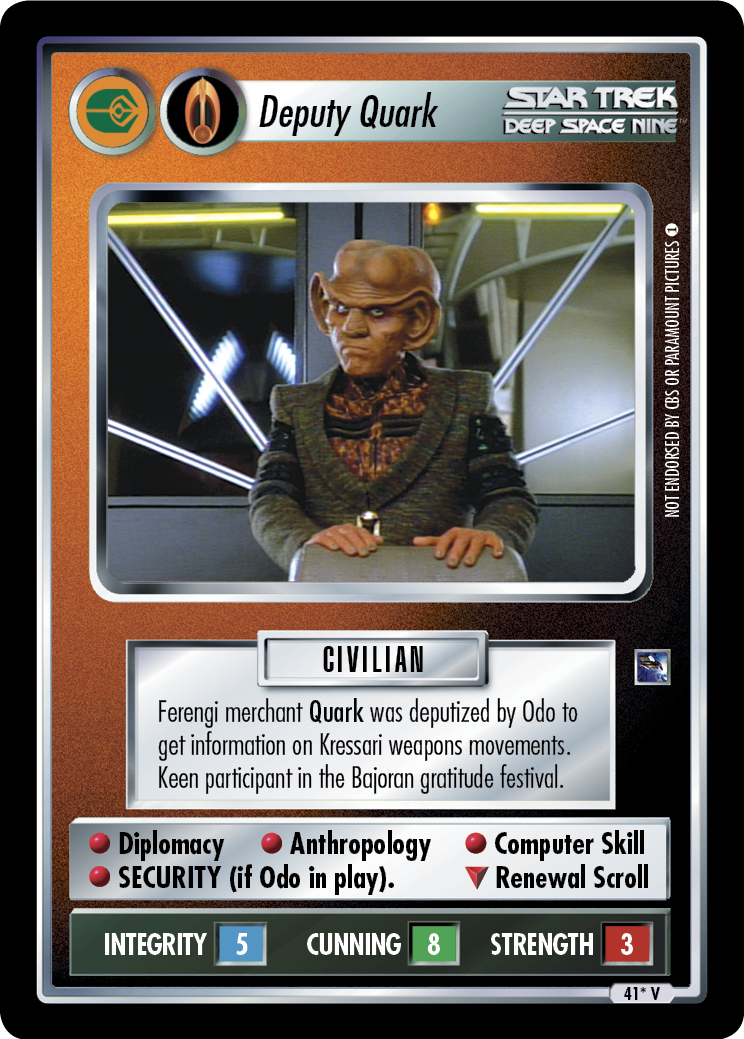 Deputy Quark
STAR TREK
DEEP SPACE NINE™
NOT ENDORSED BY CBS OR PARAMOUNT PICTURES 1
CIVILIAN
Ferengi merchant Quark was deputized by Odo to
get information on Kressari weapons movements.
Keen participant in the Bajoran gratitude festival.
Diplomacy Anthropology Computer Skill
SECURITY (if Odo in play). Renewal Scroll
INTEGRITY 5 CUNNING 8 STRENGTH 3
41* V